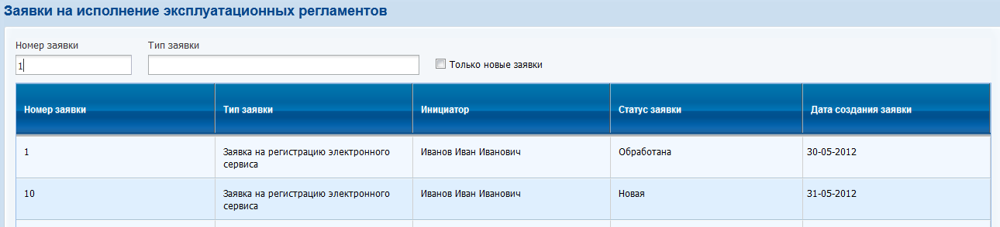 Заявки на исполнение эксплуатационных регламентов
Номер заявки Тип заявки
1 Только новые заявки
Номер заявки Тип заявки Инициатор Статус заявки Дата создания заявки
1 Заявка на регистрацию электронного Иванов Иван Иванович Обработана 30-05-2012
сервиса
10 Заявка на регистрацию электронного Иванов Иван Иванович Новая 31-05-2012
сервиса